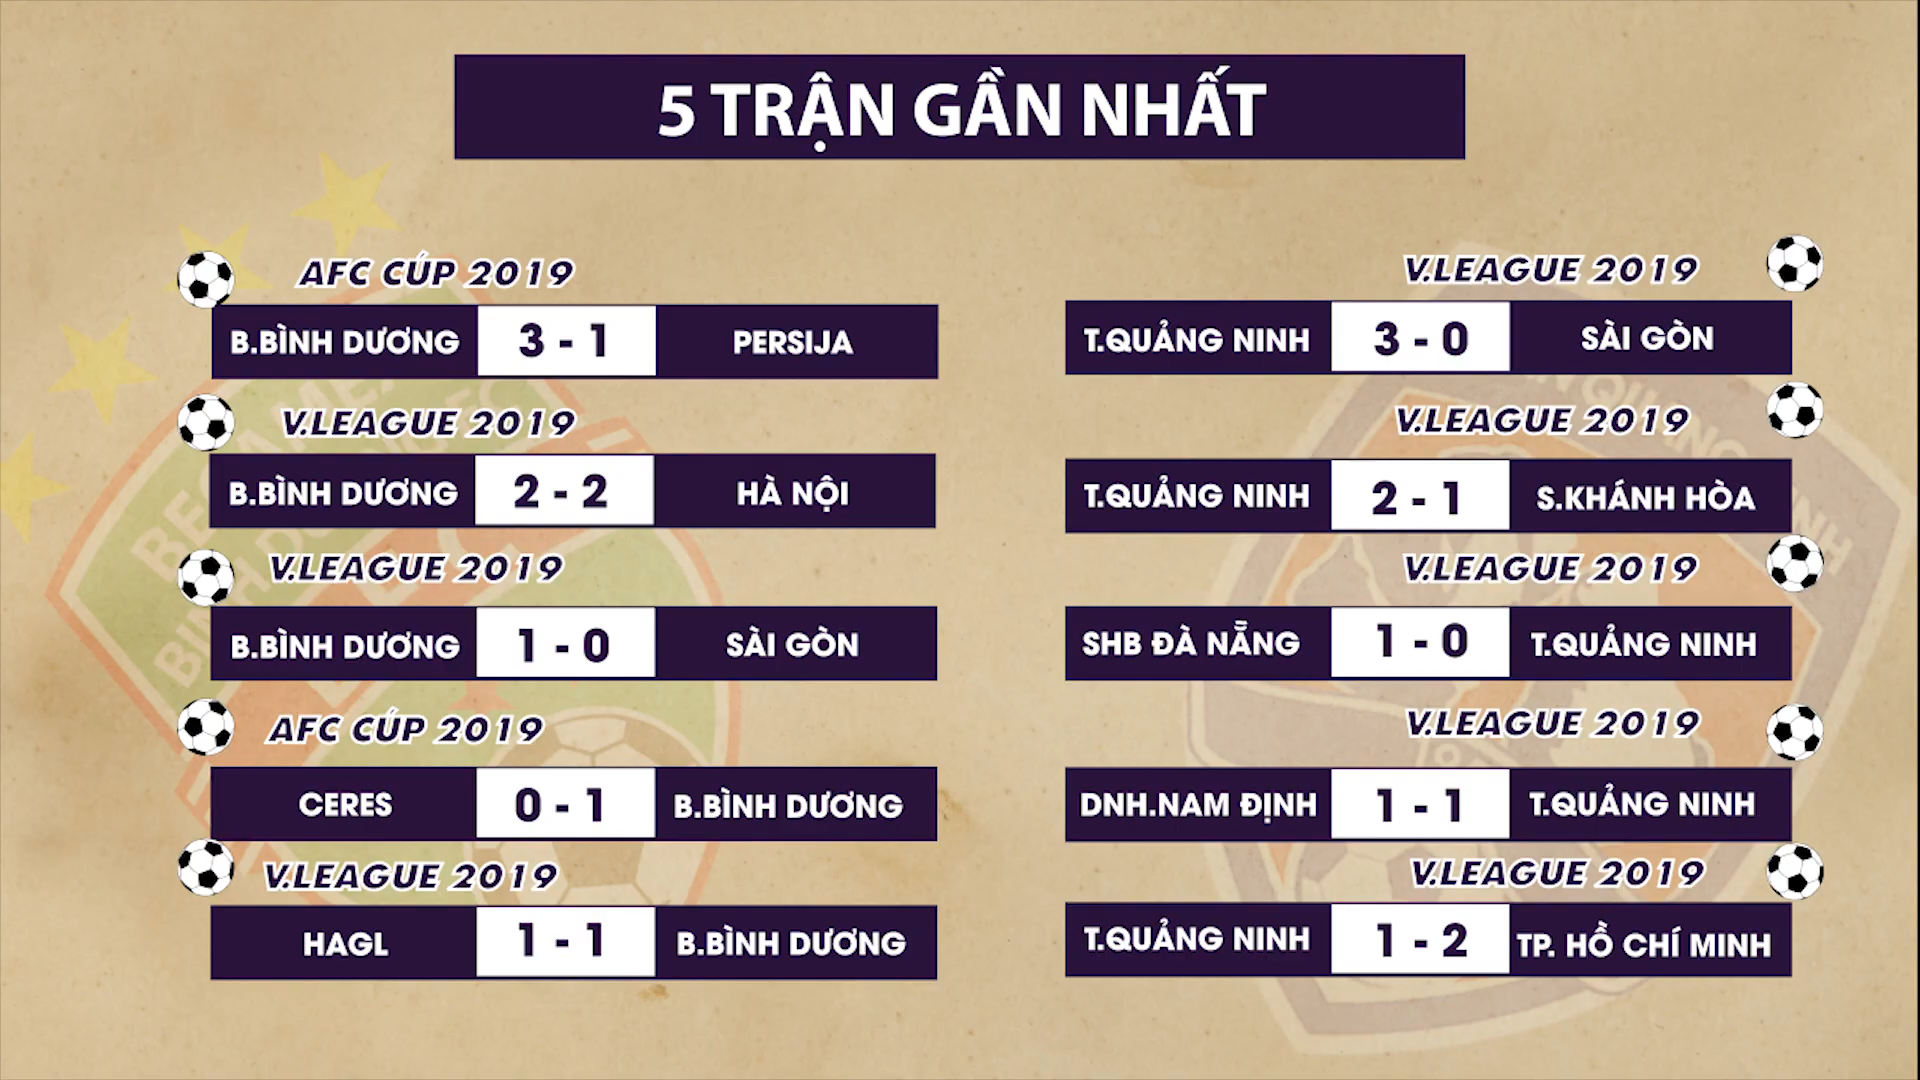 5 TRẬN GẦN NHẤT
AFC CÚP 2019
B.BÌNH DƯƠNG 3 - 1 PERSIJA
V.LEAGUE 2019
B.BÌNH DƯƠNG 2 - 2 HÀ NỘI
V.LEAGUE 2019
B.BÌNH DƯƠNG 1 - 0 SÀI GÒN
AFC CÚP 2019
CERES 0 - 1 B.BÌNH DƯƠNG
V.LEAGUE 2019
HAGL 1 - 1 B.BÌNH DƯƠNG
V.LEAGUE 2019
T.QUẢNG NINH 3 - 0 SÀI GÒN
V.LEAGUE 2019
T.QUẢNG NINH 2 - 1 S.KHÁNH HÒA
V.LEAGUE 2019
SHB ĐÀ NẴNG 1 - 0 T.QUẢNG NINH
V.LEAGUE 2019
DNH.NAM ĐỊNH 1 - 1 T.QUẢNG NINH
V.LEAGUE 2019
T.QUẢNG NINH 1 - 2 TP. HỒ CHÍ MINH